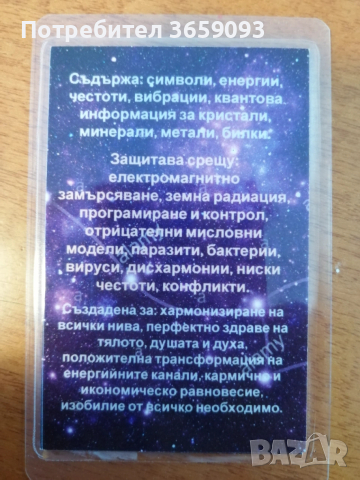 Потребител 3659093
Съдържа: символи, енергии,
честоти, вибрации, квантова
информация за кристали,
минерали, метали, билки.
Защитава срещу:
електромагнитно
замърсяване, земна радиация,
програмиране и контрол,
отрицателни мисловни
модели, паразити, бактерии,
вируси, дисхармонии, ниски
честоти, конфликти.
Създадена за: хармонизиране на
всички нива, перфектно здраве на
тялото, душата и духа,
положителна трансформация на
енергийните канали, кармично и
икономическо равновесие,
изобилие от всичко необходимо.
alamy
alamy
BAZAR
bg